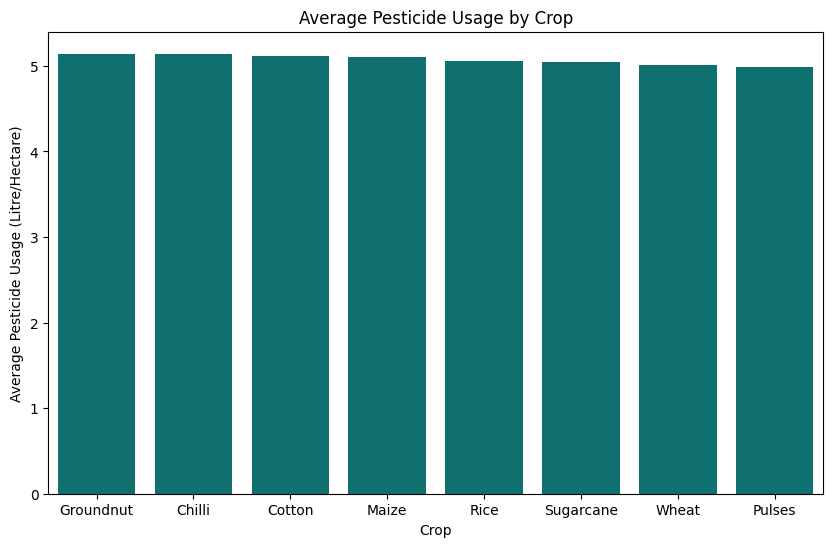 Average Pesticide Usage by Crop
Average Pesticide Usage (Litre/Hectare)
5
4
3
2
1
0
Groundnut Chilli Cotton Maize Rice Sugarcane Wheat Pulses
Crop